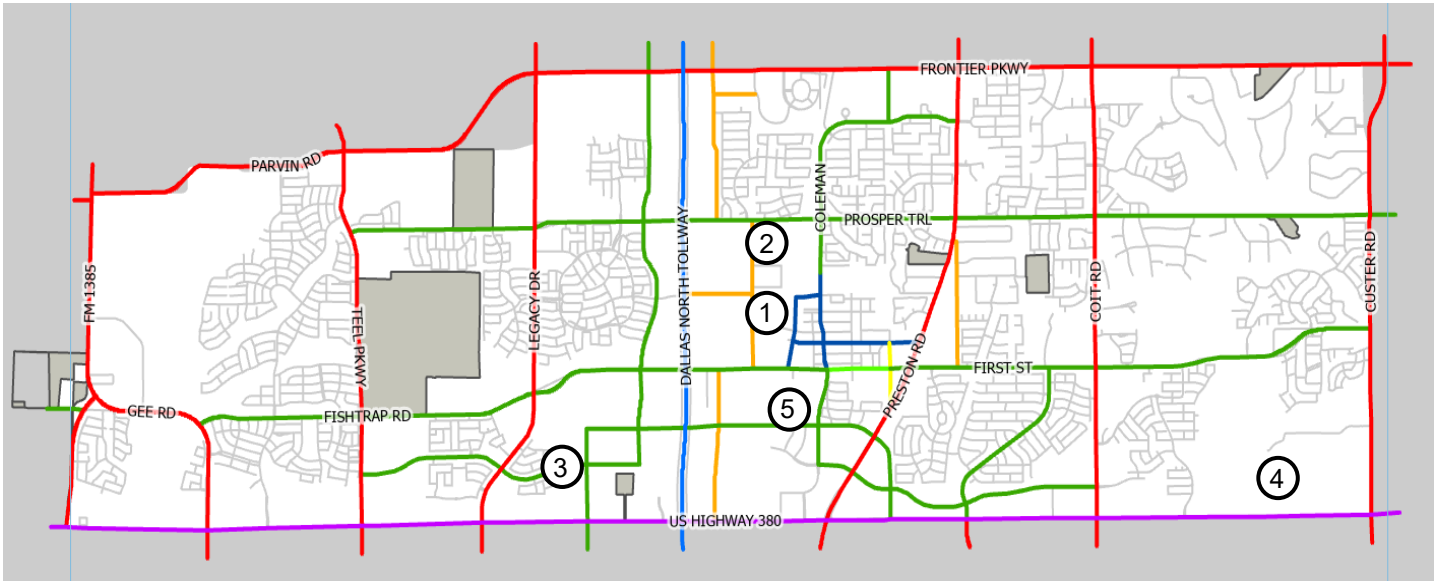 FRONTIER PKWY
PARVIN RD
COLEMAN
PROSPER TRL
2
DALLAS NORTH TOLLWAY
CUSTER RD
FM 1385
COIT RD
LEGACY DR
1
TEEL PKWY
PRESTON RD
FIRST ST
GEE RD
FISHTRAP RD
5
3
4
US HIGHWAY 380